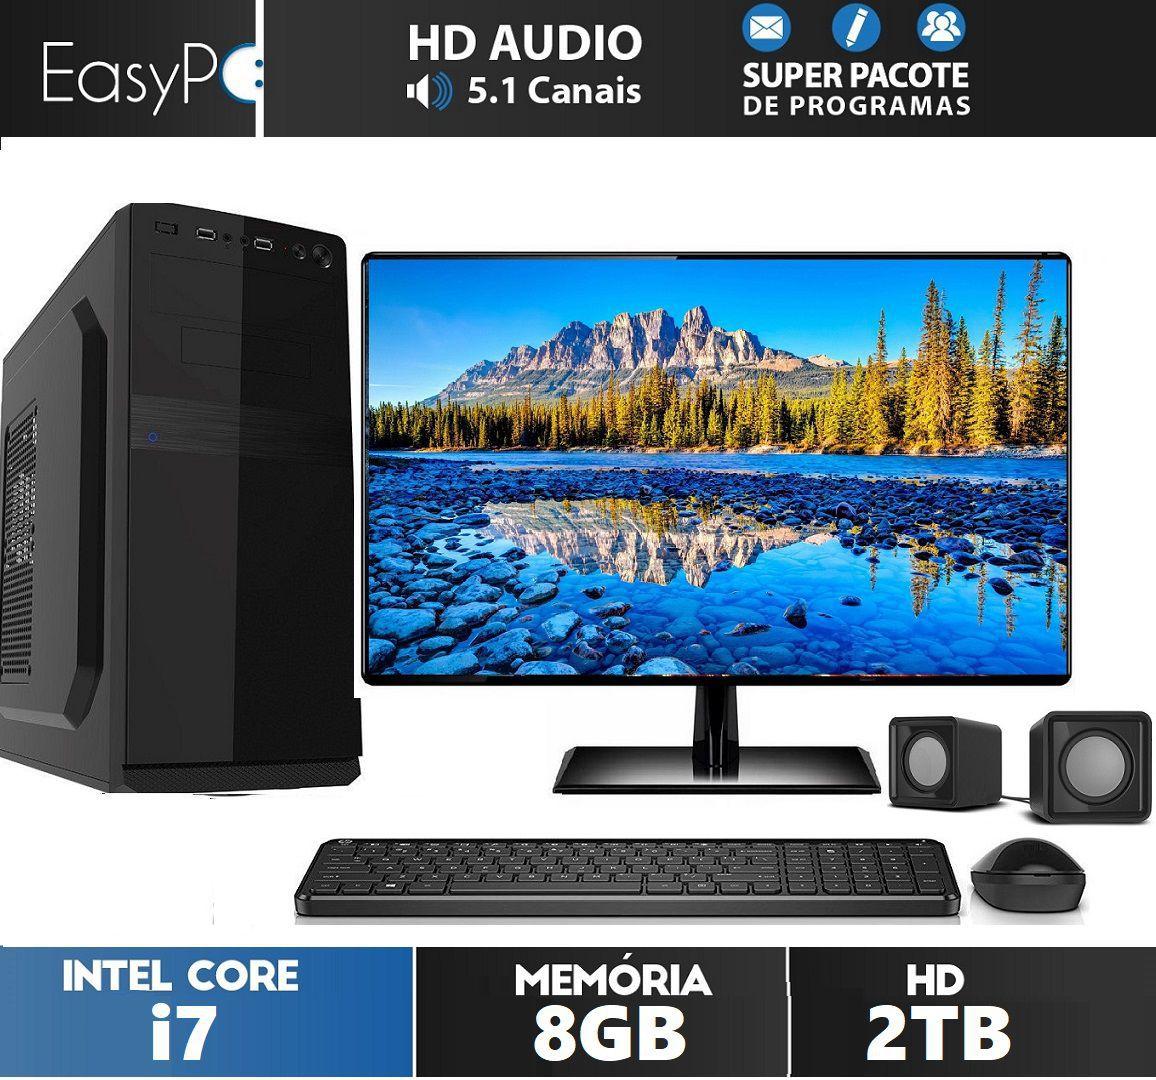 EasyPC
HD AUDIO
5.1 Canais
SUPER PACOTE
DE PROGRAMAS
INTEL CORE
i7
MEMÓRIA
8GB
HD
2TB